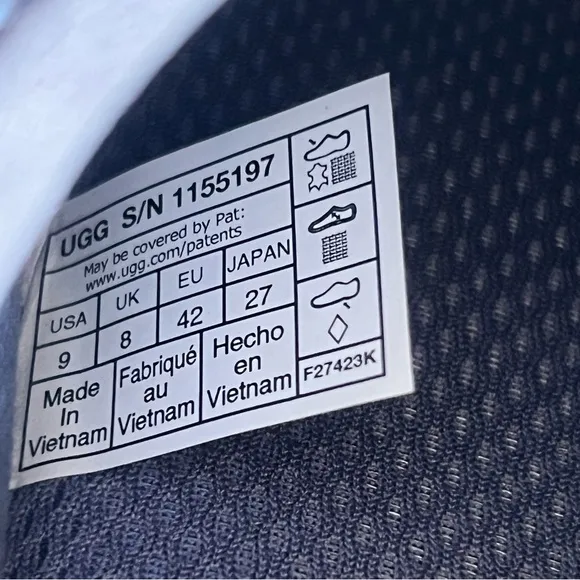 UGG S/N 1155197
May be covered by Pat:
www.ugg.com/patents
USA UK EU JAPAN
9 8 42 27
Made In Vietnam
Fabriqué au Vietnam
Hecho en Vietnam
F27423K